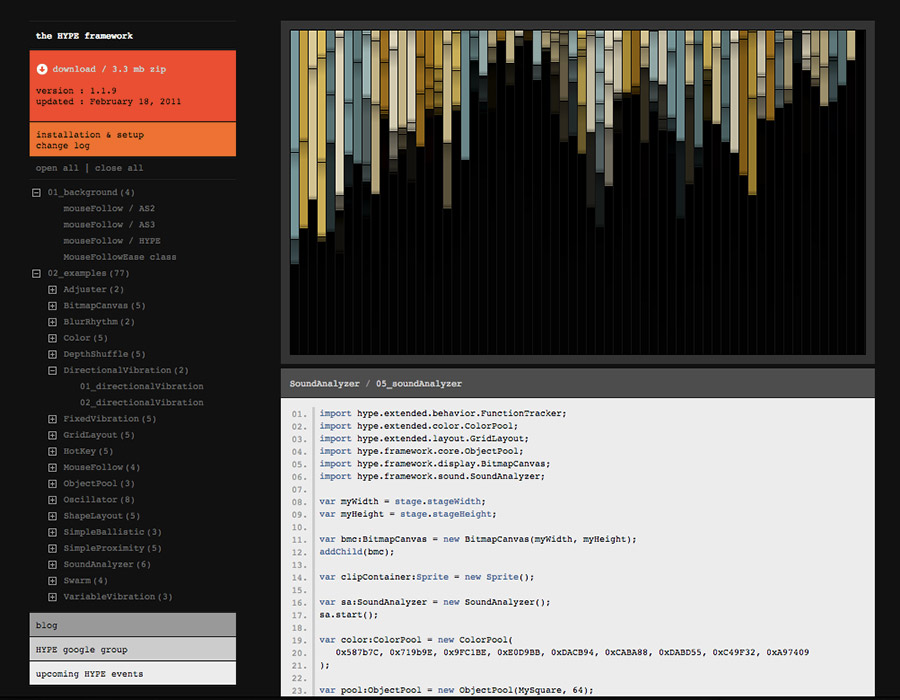 the HYPE framework
download / 3.3 mb zip
version : 1.1.9
updated : February 18, 2011
installation & setup
change log
open all | close all
01_background (4)
mouseFollow / AS2
mouseFollow / AS3
mouseFollow / HYPE
MouseFollowEase class
02_examples (77)
Adjuster (2)
BitmapCanvas (5)
BlurRhythm (2)
Color (5)
DepthShuffle (5)
DirectionalVibration (2)
01_directionalVibration
02_directionalVibration
FixedVibration (5)
GridLayout (5)
HotKey (5)
MouseFollow (4)
ObjectPool (3)
Oscillator (8)
ShapeLayout (5)
SimpleBallistic (3)
SimpleProximity (5)
SoundAnalyzer (6)
Swarm (4)
VariableVibration (3)
blog
HYPE google group
upcoming HYPE events
SoundAnalyzer / 05_soundAnalyzer
01. import hype.extended.behavior.FunctionTracker;
02. import hype.extended.color.ColorPool;
03. import hype.extended.layout.GridLayout;
04. import hype.framework.core.ObjectPool;
05. import hype.framework.display.BitmapCanvas;
06. import hype.framework.sound.SoundAnalyzer;
07.
08. var myWidth = stage.stageWidth;
09. var myHeight = stage.stageHeight;
10.
11. var bmc:BitmapCanvas = new BitmapCanvas(myWidth, myHeight);
12. addChild(bmc);
13.
14. var clipContainer:Sprite = new Sprite();
15.
16. var sa:SoundAnalyzer = new SoundAnalyzer();
17. sa.start();
18.
19. var color:ColorPool = new ColorPool(
20. 0x587b7C, 0x719b9E, 0x9FC1BE, 0xE0D9BB, 0xDACB94, 0xCABA88, 0xDABD55, 0xC49F32, 0xA97409
21. );
22.
23. var pool:ObjectPool = new ObjectPool(MySquare, 64);